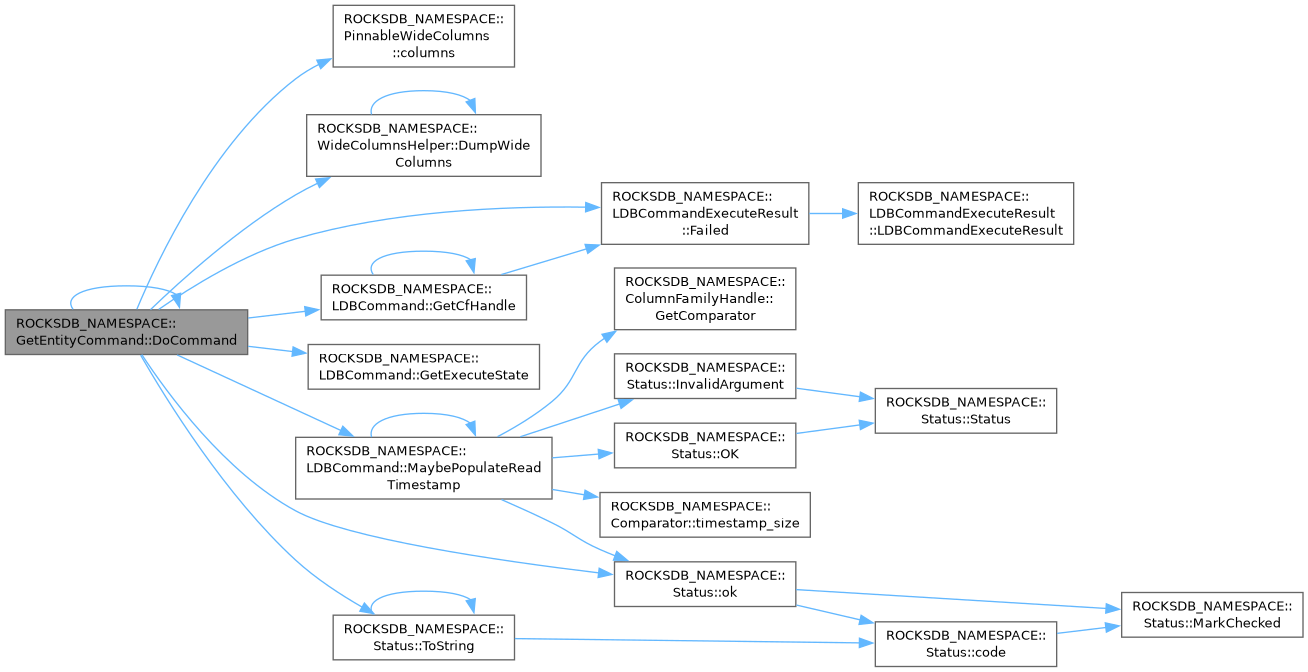 ROCKSDB_NAMESPACE::
GetEntityCommand::DoCommand
ROCKSDB_NAMESPACE::
PinnableWideColumns
::columns
ROCKSDB_NAMESPACE::
WideColumnsHelper::DumpWide
Columns
ROCKSDB_NAMESPACE::
LDBCommandExecuteResult
::Failed
ROCKSDB_NAMESPACE::
LDBCommandExecuteResult
::LDBCommandExecuteResult
ROCKSDB_NAMESPACE::
LDBCommand::GetCfHandle
ROCKSDB_NAMESPACE::
LDBCommand::GetExecuteState
ROCKSDB_NAMESPACE::
LDBCommand::MaybePopulateRead
Timestamp
ROCKSDB_NAMESPACE::
ColumnFamilyHandle::
GetComparator
ROCKSDB_NAMESPACE::
Status::InvalidArgument
ROCKSDB_NAMESPACE::
Status::Status
ROCKSDB_NAMESPACE::
Status::OK
ROCKSDB_NAMESPACE::
Comparator::timestamp_size
ROCKSDB_NAMESPACE::
Status::ok
ROCKSDB_NAMESPACE::
Status::ToString
ROCKSDB_NAMESPACE::
Status::code
ROCKSDB_NAMESPACE::
Status::MarkChecked